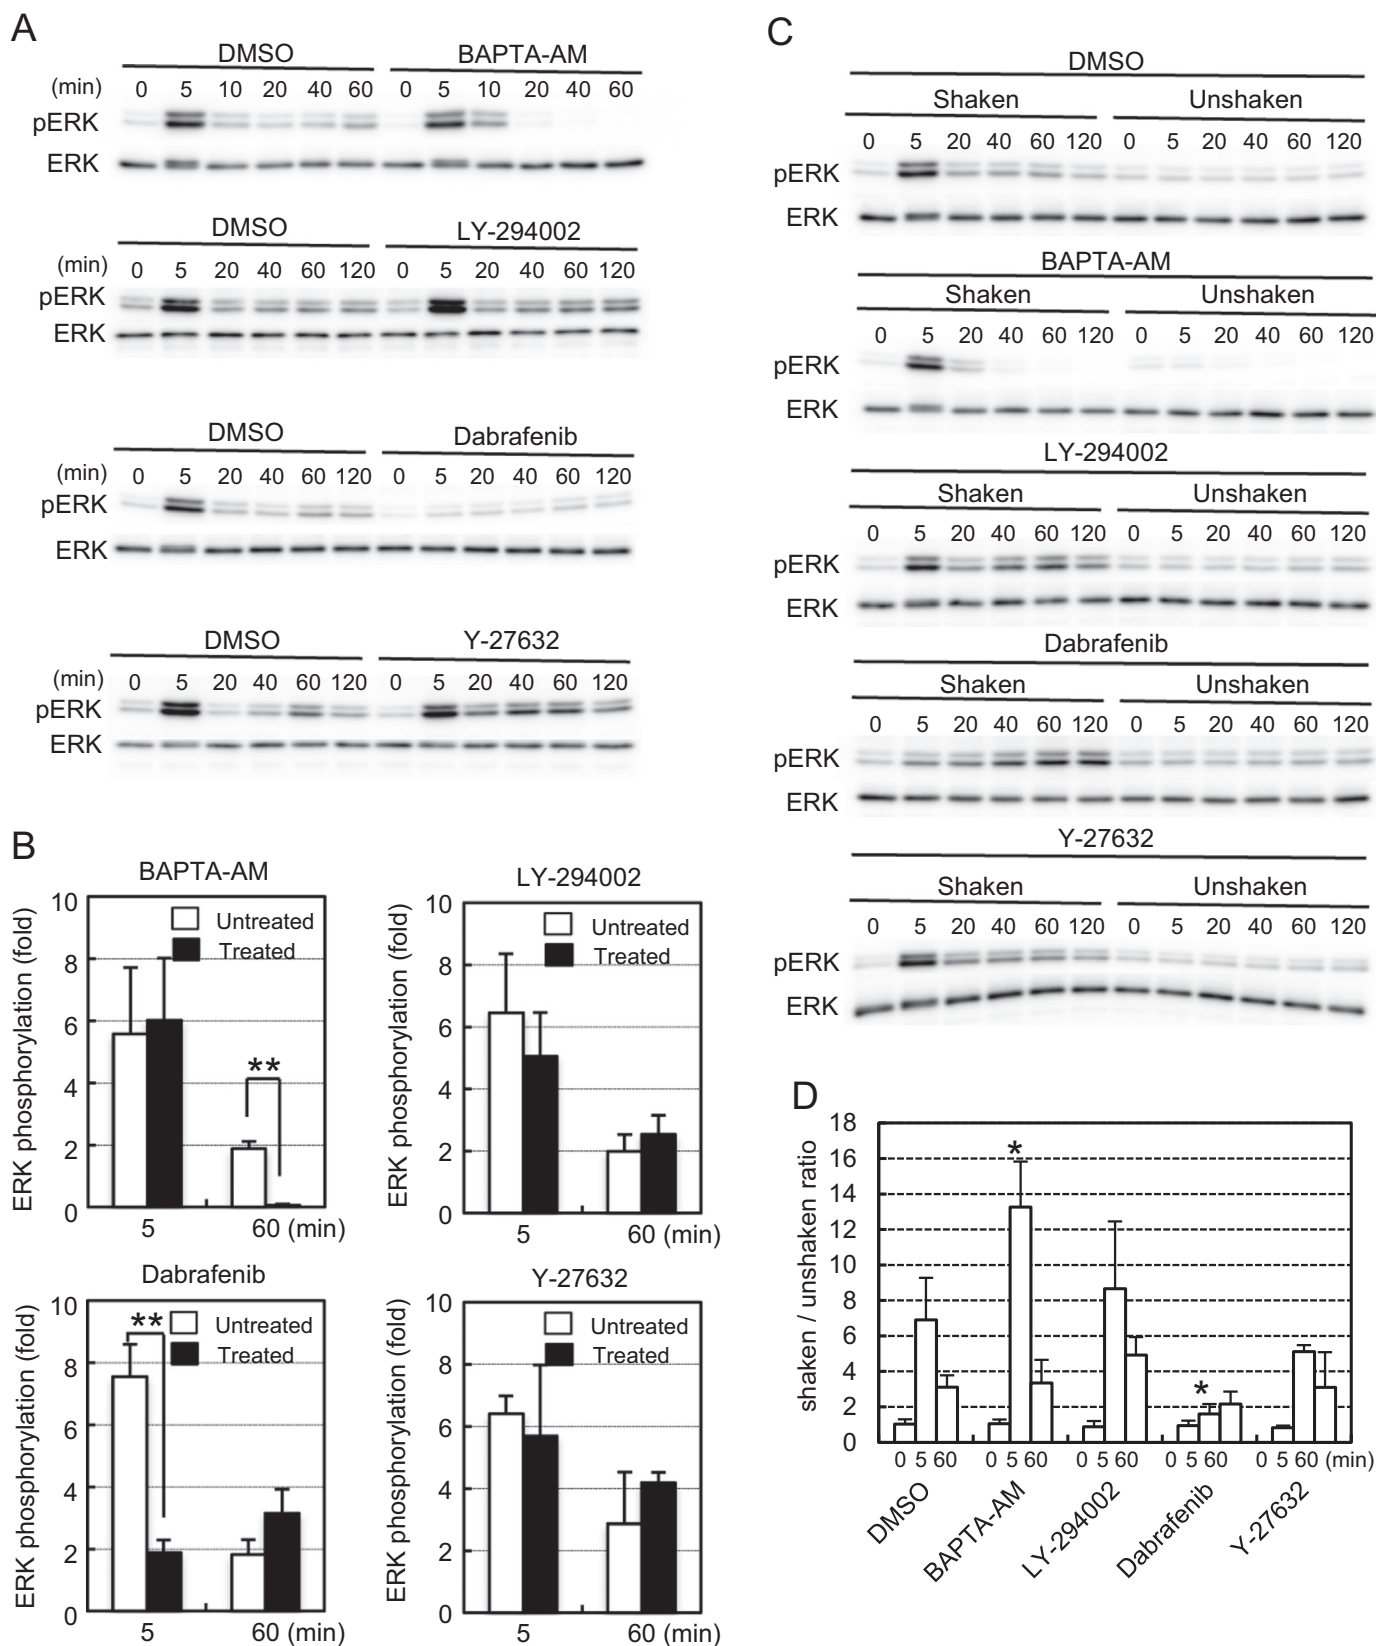 A
DMSO BAPTA-AM
(min) 0 5 10 20 40 60 0 5 10 20 40 60
pERK
ERK
DMSO LY-294002
(min) 0 5 20 40 60 120 0 5 20 40 60 120
pERK
ERK
DMSO Dabrafenib
(min) 0 5 20 40 60 120 0 5 20 40 60 120
pERK
ERK
DMSO Y-27632
(min) 0 5 20 40 60 120 0 5 20 40 60 120
pERK
ERK
B
BAPTA-AM
ERK phosphorylation (fold)
10
8
6
4
2
0
Untreated
Treated
**
5 60 (min)
LY-294002
ERK phosphorylation (fold)
10
8
6
4
2
0
Untreated
Treated
5 60 (min)
Dabrafenib
ERK phosphorylation (fold)
10
8
6
4
2
0
**
Untreated
Treated
5 60 (min)
Y-27632
ERK phosphorylation (fold)
10
8
6
4
2
0
Untreated
Treated
5 60 (min)
C
DMSO
Shaken Unshaken
0 5 20 40 60 120 0 5 20 40 60 120
pERK
ERK
BAPTA-AM
Shaken Unshaken
0 5 20 40 60 120 0 5 20 40 60 120
pERK
ERK
LY-294002
Shaken Unshaken
0 5 20 40 60 120 0 5 20 40 60 120
pERK
ERK
Dabrafenib
Shaken Unshaken
0 5 20 40 60 120 0 5 20 40 60 120
pERK
ERK
Y-27632
Shaken Unshaken
0 5 20 40 60 120 0 5 20 40 60 120
pERK
ERK
D
shaken / unshaken ratio
18
16
14
12
10
8
6
4
2
0
*
*
0 5 60 0 5 60 0 5 60 0 5 60 0 5 60 (min)
DMSO
BAPTA-AM
LY-294002
Dabrafenib
Y-27632